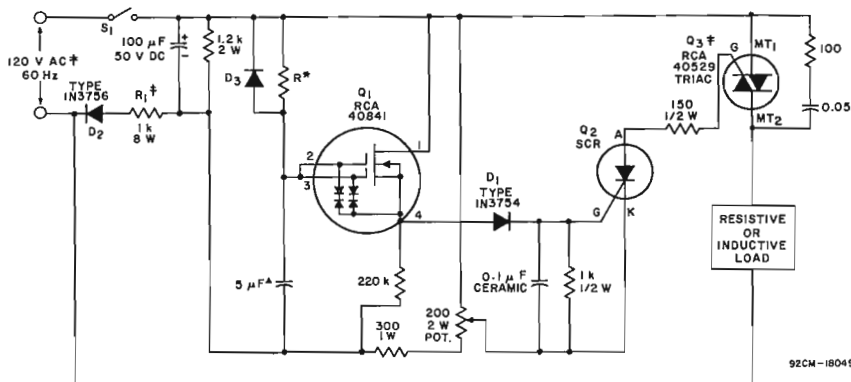 S1
120 V AC‡
60 Hz
TYPE
1N3756
D2
R1‡
1 k
8 W
100 µF
50 V DC
+
−
1.2 k
2 W
D3
R*
Q1
RCA
40841
1
2
3
4
5 µF▲
220 k
300
1 W
200
2 W
POT.
D1
TYPE
1N3754
0.1 µF
CERAMIC
1 k
1/2 W
Q2
SCR
A
G
K
150
1/2 W
Q3‡
RCA
40529
TRIAC
G
MT1
MT2
100
0.05
RESISTIVE
OR
INDUCTIVE
LOAD
92CM-18049